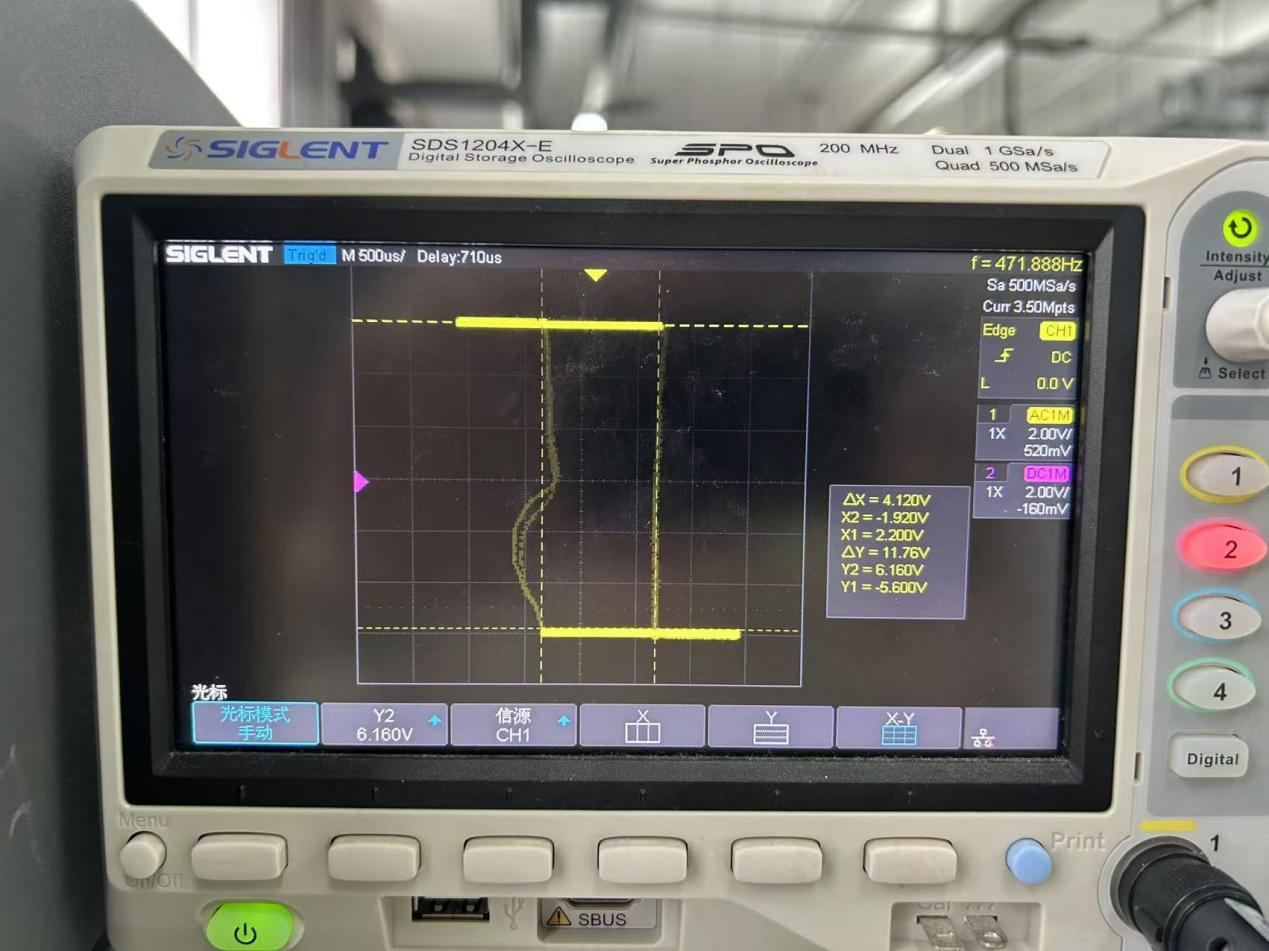 SIGLENT
SDS1204X-E
Digital Storage Oscilloscope
SPO
Super Phosphor Oscilloscope
200 MHz
Dual 1 GSa/s
Quad 500 MSa/s
SIGLENT Trig'd M 500us/ Delay:710us
f = 471.888Hz
Sa 500MSa/s
Curr 3.50Mpts
Edge CH1
DC
L 0.0 V
1 AC1M
1X 2.00V/
520mV
2 DC1M
1X 2.00V/
-160mV
ΔX = 4.120V
X2 = -1.920V
X1 = 2.200V
ΔY = 11.76V
Y2 = 6.160V
Y1 = -5.600V
光标
光标模式
手动
Y2
6.160V
信源
CH1
X
Y
X-Y
Intensity
Adjust
Select
1
2
3
4
Digital
Menu
On/Off
Print
1
SBUS
Cal